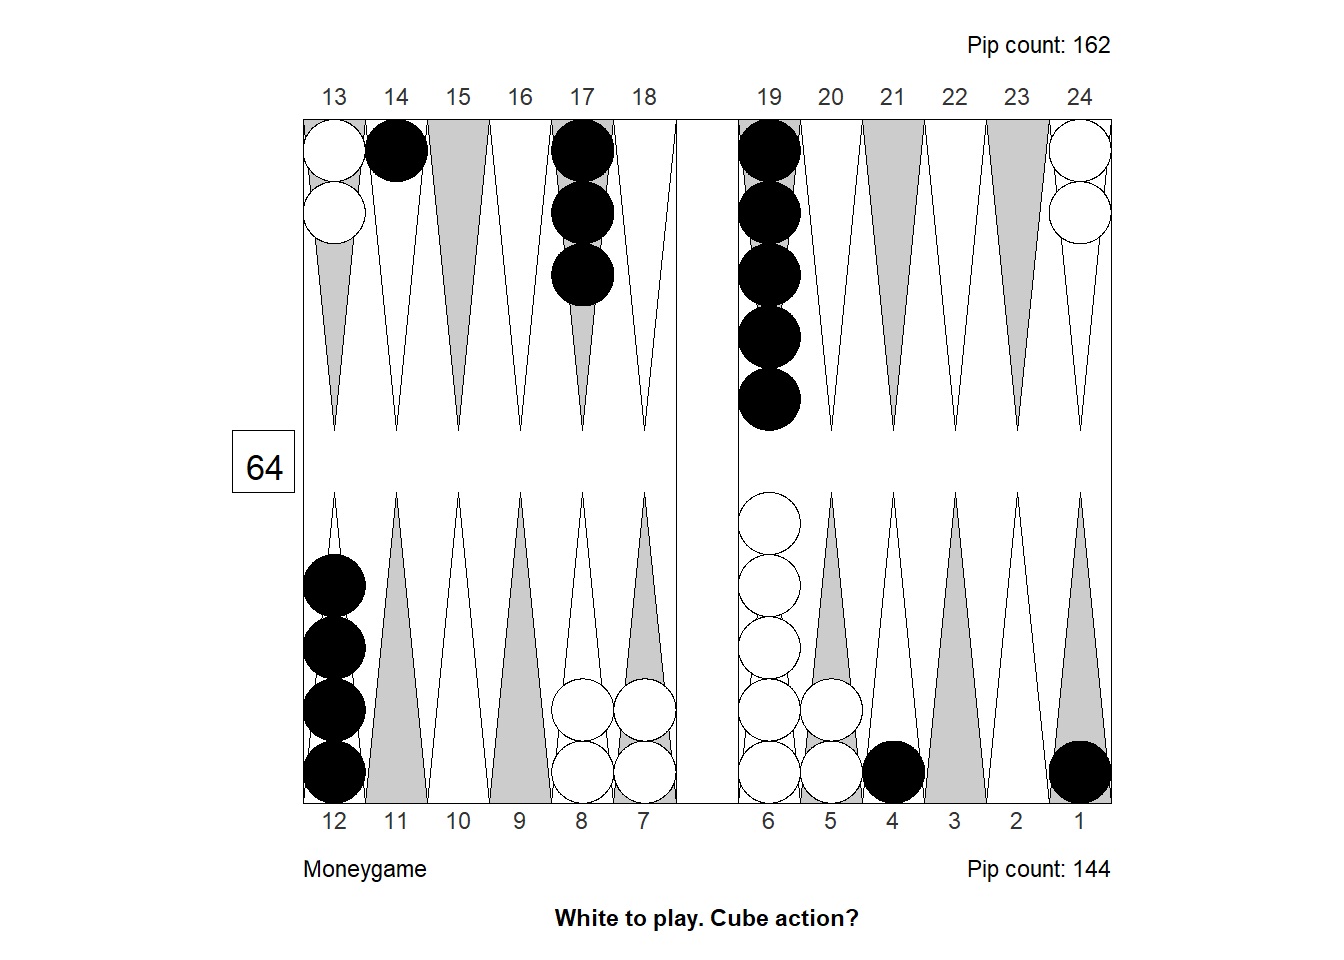 Pip count: 162
13 14 15 16 17 18 19 20 21 22 23 24
64
12 11 10 9 8 7 6 5 4 3 2 1
Moneygame Pip count: 144
White to play. Cube action?